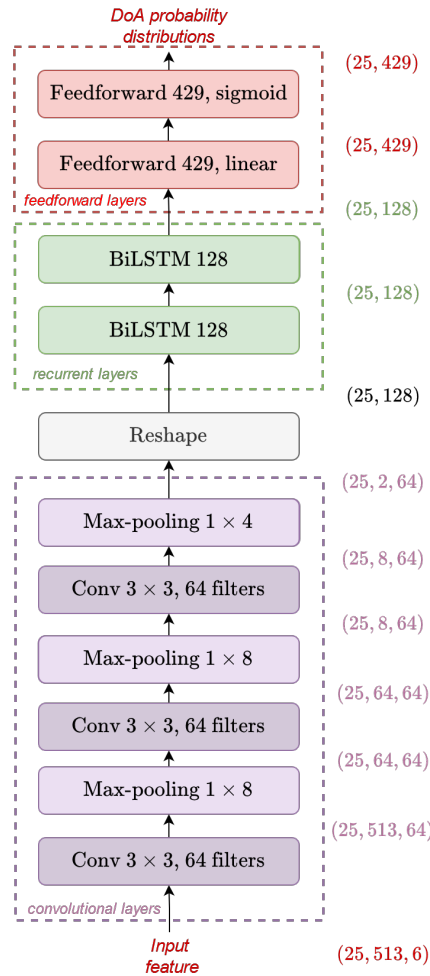 DoA probability
distributions
(25, 429)
Feedforward 429, sigmoid
(25, 429)
Feedforward 429, linear
feedforward layers
(25, 128)
BiLSTM 128
(25, 128)
BiLSTM 128
recurrent layers
(25, 128)
Reshape
(25, 2, 64)
Max-pooling 1 × 4
(25, 8, 64)
Conv 3 × 3, 64 filters
(25, 8, 64)
Max-pooling 1 × 8
(25, 64, 64)
Conv 3 × 3, 64 filters
(25, 64, 64)
Max-pooling 1 × 8
(25, 513, 64)
Conv 3 × 3, 64 filters
convolutional layers
Input
feature
(25, 513, 6)